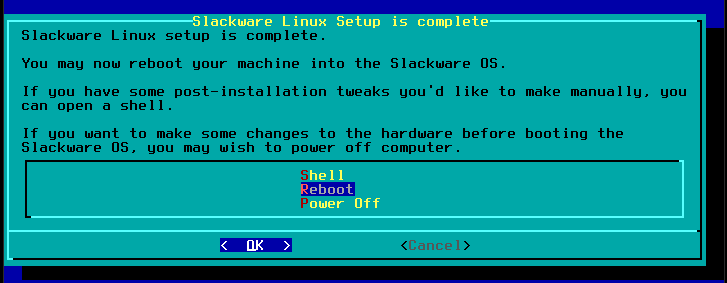 Slackware Linux Setup is complete
Slackware Linux setup is complete.
You may now reboot your machine into the Slackware OS.
If you have some post-installation tweaks you'd like to make manually, you
can open a shell.
If you want to make some changes to the hardware before booting the
Slackware OS, you may wish to power off computer.
Shell
Reboot
Power Off
< OK > <Cancel>